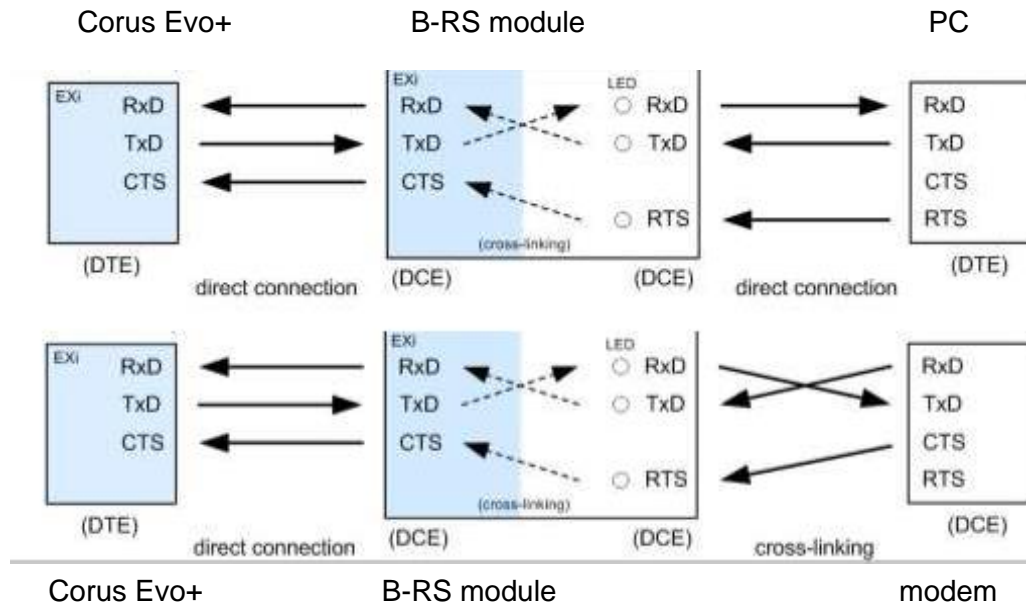 Corus Evo+ B-RS module PC
EXi EXi LED
RxD RxD RxD RxD
TxD TxD TxD TxD
CTS CTS CTS
RTS RTS
(cross-linking)
(DTE) (DCE) (DCE) (DTE)
direct connection direct connection
EXi EXi LED
RxD RxD RxD RxD
TxD TxD TxD TxD
CTS CTS CTS
RTS RTS
(cross-linking)
(DTE) (DCE) (DCE) (DCE)
direct connection cross-linking
Corus Evo+ B-RS module modem